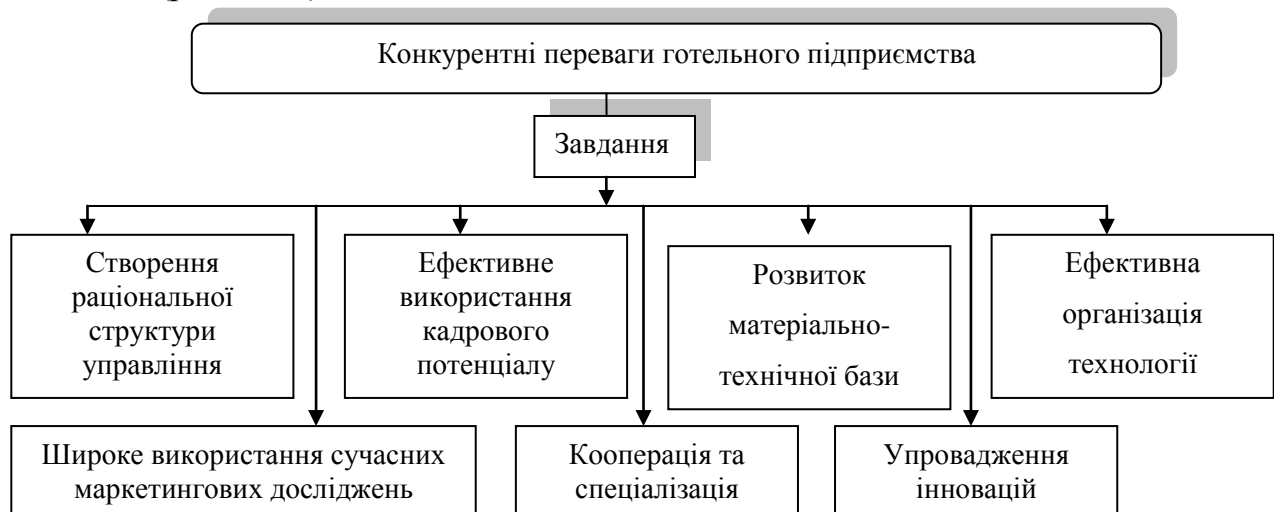 Конкурентні переваги готельного підприємства
Завдання
Створення
раціональної
структури
управління
Ефективне
використання
кадрового
потенціалу
Розвиток
матеріально-
технічної бази
Ефективна
організація
технології
Широке використання сучасних
маркетингових досліджень
Кооперація та
спеціалізація
Упровадження
інновацій